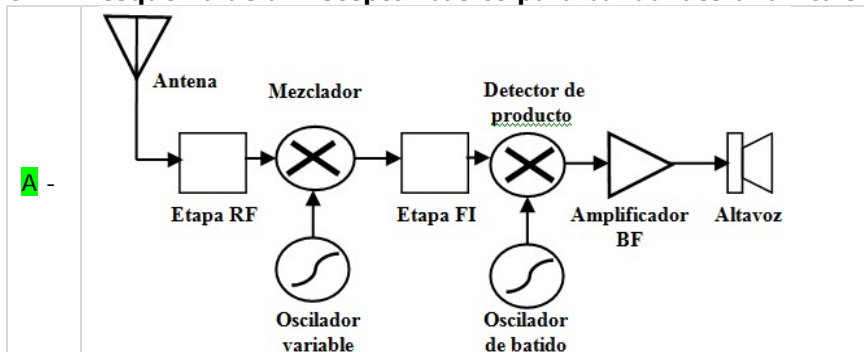 Antena
Mezclador
Detector de
producto
A -
Etapa RF
Etapa FI
Amplificador
BF
Altavoz
Oscilador
variable
Oscilador
de batido